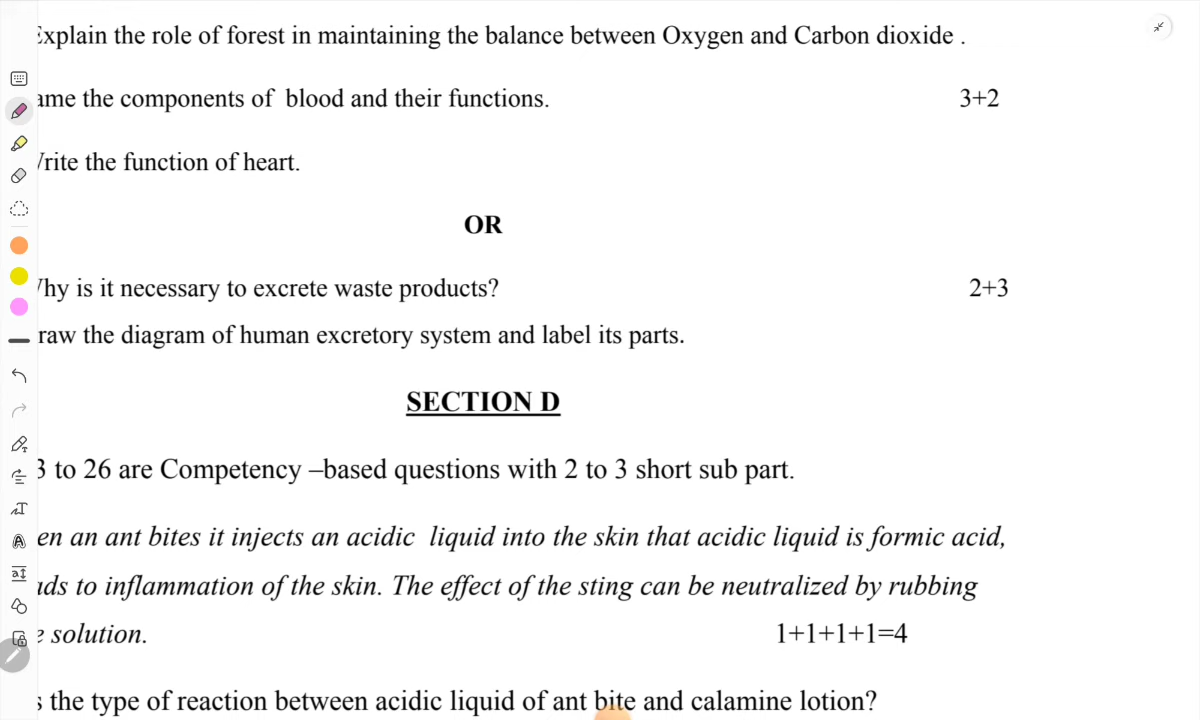 Explain the role of forest in maintaining the balance between Oxygen and Carbon dioxide .
ame the components of blood and their functions. 3+2
Write the function of heart.
OR
Why is it necessary to excrete waste products? 2+3
raw the diagram of human excretory system and label its parts.
SECTION D
3 to 26 are Competency –based questions with 2 to 3 short sub part.
en an ant bites it injects an acidic liquid into the skin that acidic liquid is formic acid,
ads to inflammation of the skin. The effect of the sting can be neutralized by rubbing
e solution. 1+1+1+1=4
s the type of reaction between acidic liquid of ant bite and calamine lotion?